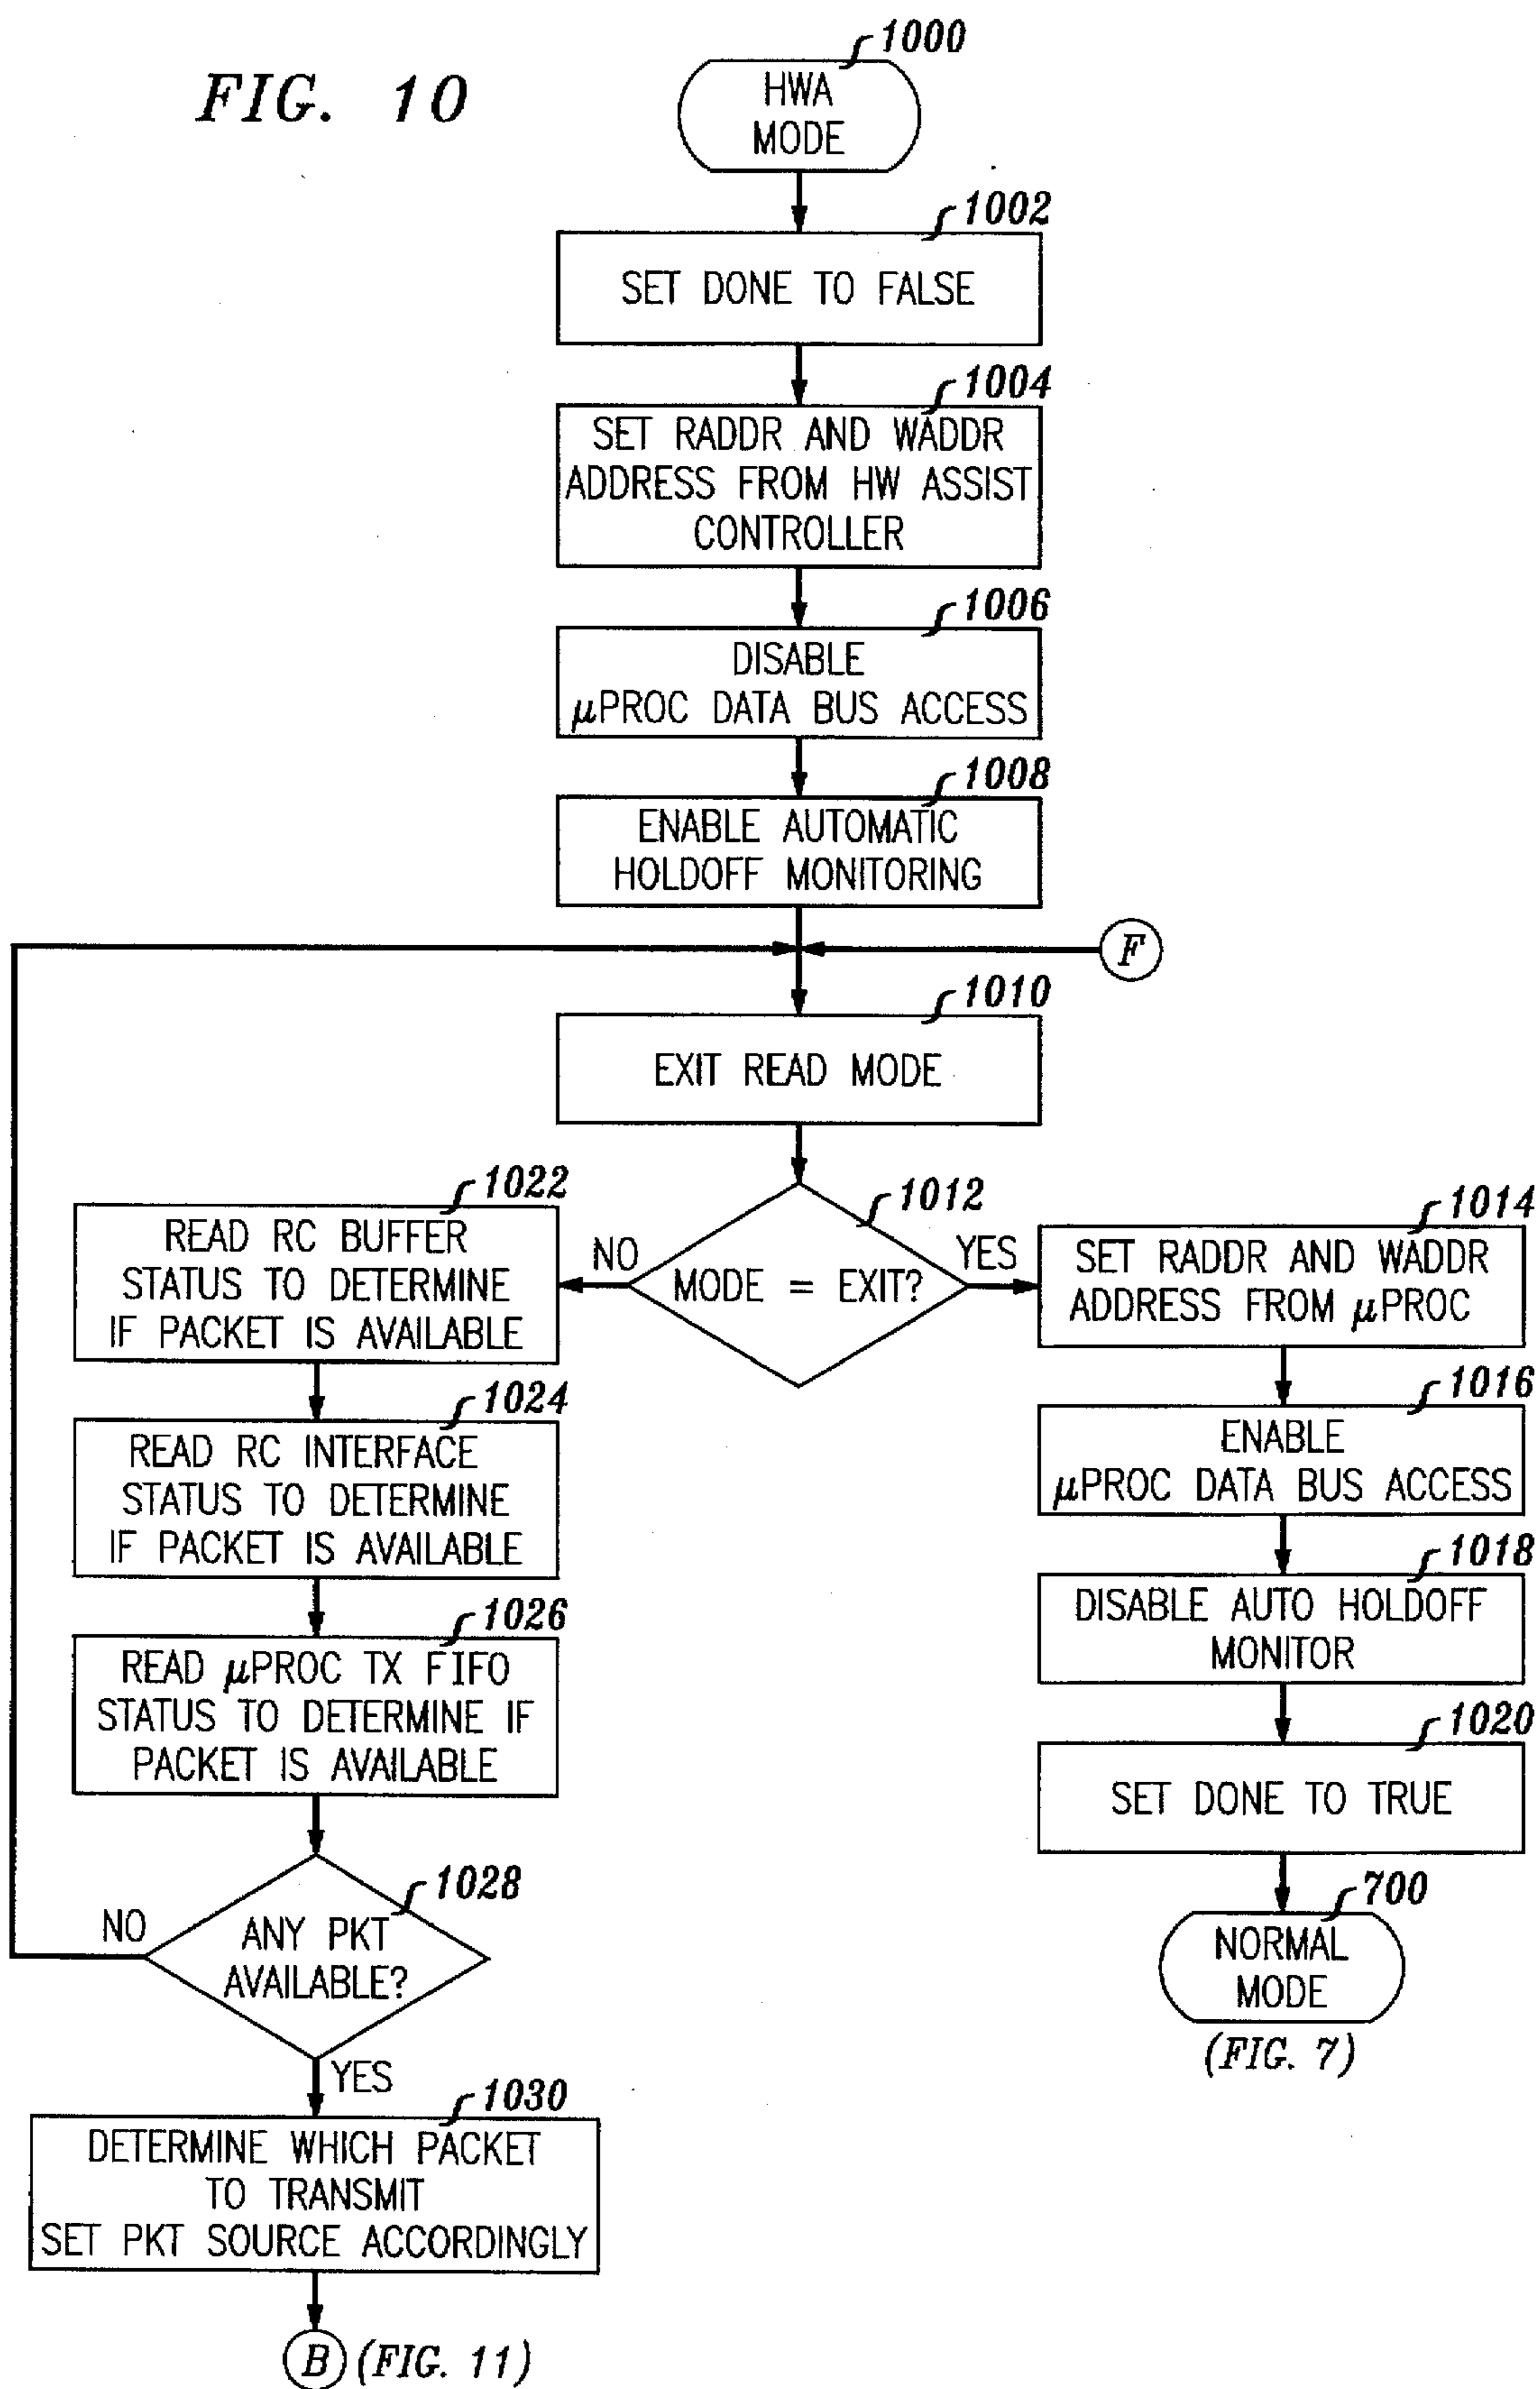 FIG. 10
1000
HWA
MODE
1002
SET DONE TO FALSE
1004
SET RADDR AND WADDR
ADDRESS FROM HW ASSIST
CONTROLLER
1006
DISABLE
μPROC DATA BUS ACCESS
1008
ENABLE AUTOMATIC
HOLDOFF MONITORING
F
1010
EXIT READ MODE
1012
MODE = EXIT?
NO
YES
1022
READ RC BUFFER
STATUS TO DETERMINE
IF PACKET IS AVAILABLE
1024
READ RC INTERFACE
STATUS TO DETERMINE
IF PACKET IS AVAILABLE
1026
READ μPROC TX FIFO
STATUS TO DETERMINE IF
PACKET IS AVAILABLE
1028
NO
ANY PKT
AVAILABLE?
YES
1030
DETERMINE WHICH PACKET
TO TRANSMIT
SET PKT SOURCE ACCORDINGLY
B (FIG. 11)
1014
SET RADDR AND WADDR
ADDRESS FROM μPROC
1016
ENABLE
μPROC DATA BUS ACCESS
1018
DISABLE AUTO HOLDOFF
MONITOR
1020
SET DONE TO TRUE
700
NORMAL
MODE
(FIG. 7)